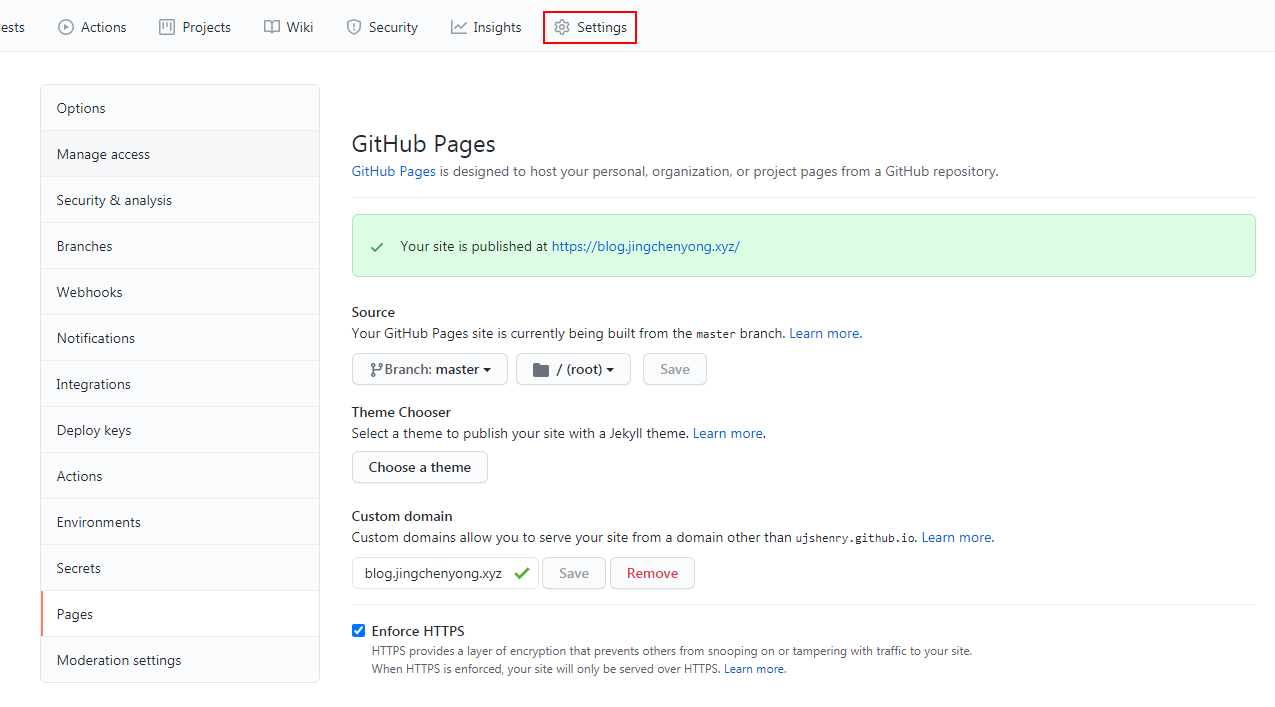 ests Actions Projects Wiki Security Insights Settings
Options
Manage access
Security & analysis
Branches
Webhooks
Notifications
Integrations
Deploy keys
Actions
Environments
Secrets
Pages
Moderation settings
GitHub Pages
GitHub Pages is designed to host your personal, organization, or project pages from a GitHub repository.
Your site is published at https://blog.jingchenyong.xyz/
Source
Your GitHub Pages site is currently being built from the master branch. Learn more.
Branch: master / (root) Save
Theme Chooser
Select a theme to publish your site with a Jekyll theme. Learn more.
Choose a theme
Custom domain
Custom domains allow you to serve your site from a domain other than ujshenry.github.io. Learn more.
blog.jingchenyong.xyz Save Remove
Enforce HTTPS
HTTPS provides a layer of encryption that prevents others from snooping on or tampering with traffic to your site.
When HTTPS is enforced, your site will only be served over HTTPS. Learn more.